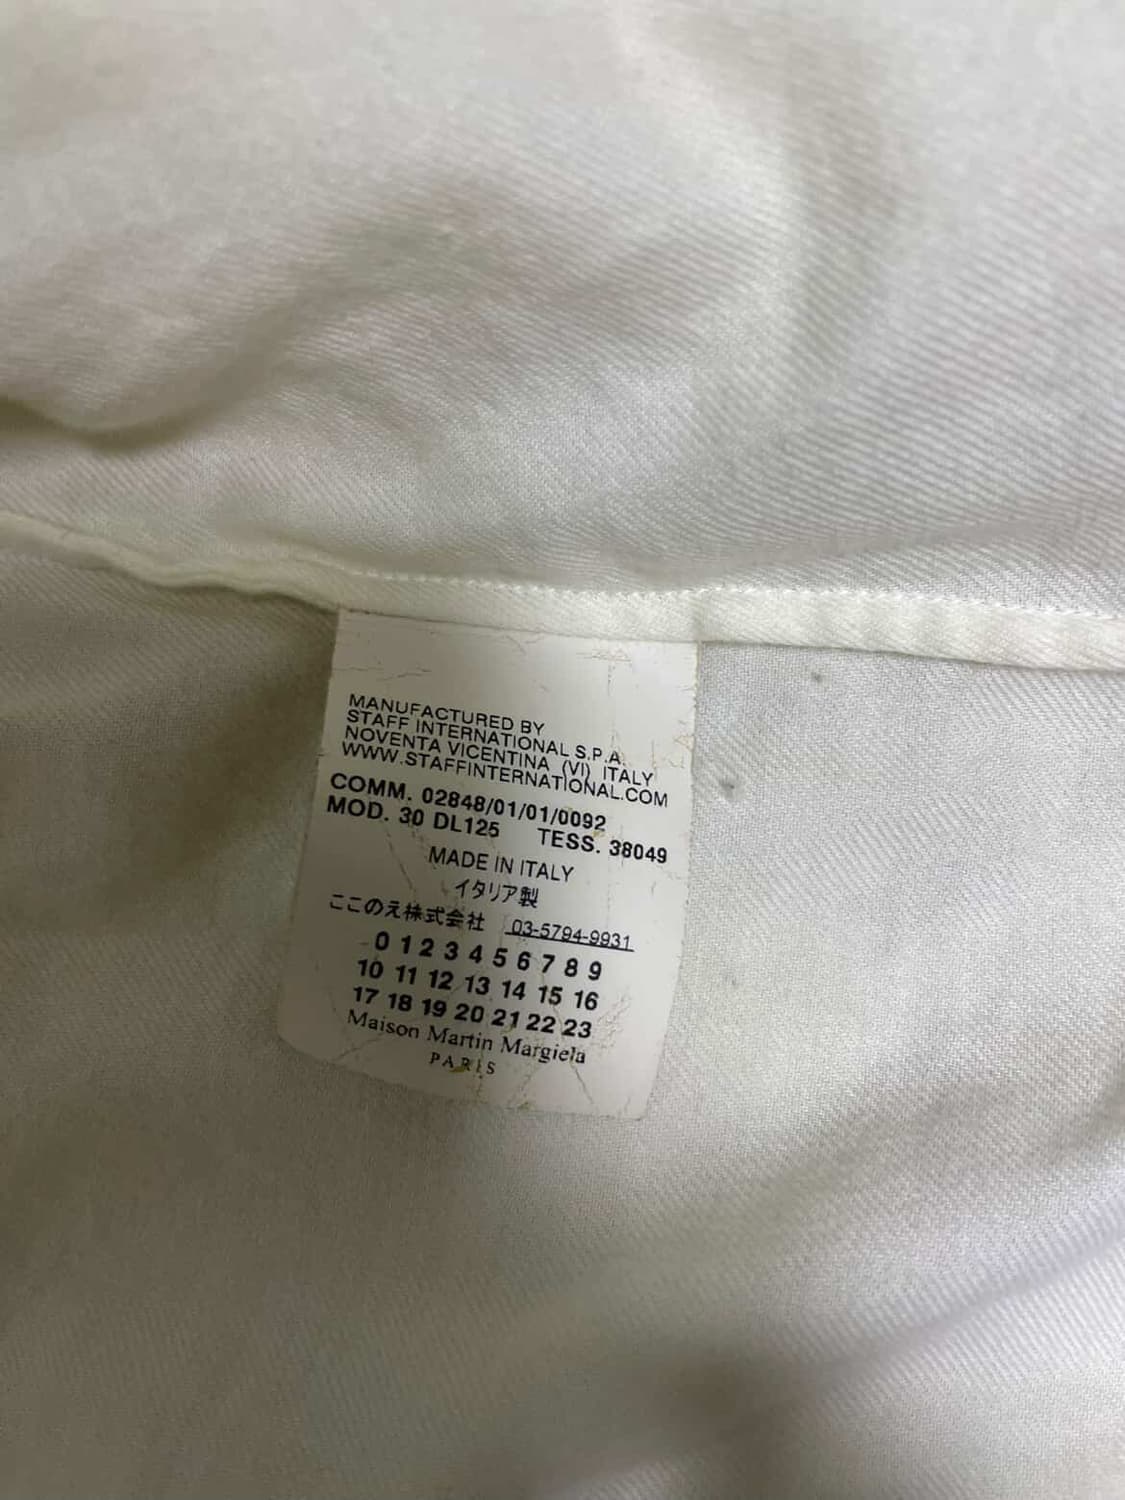 MANUFACTURED BY
STAFF INTERNATIONAL S.P.A.
NOVENTA VICENTINA (VI) ITALY
WWW.STAFFINTERNATIONAL.COM
COMM. 02848/01/01/0092
MOD. 30 DL125 TESS. 38049
MADE IN ITALY
イタリア製
ここのえ株式会社 03-5794-9931
0 1 2 3 4 5 6 7 8 9
10 11 12 13 14 15 16
17 18 19 20 21 22 23
Maison Martin Margiela
PARIS